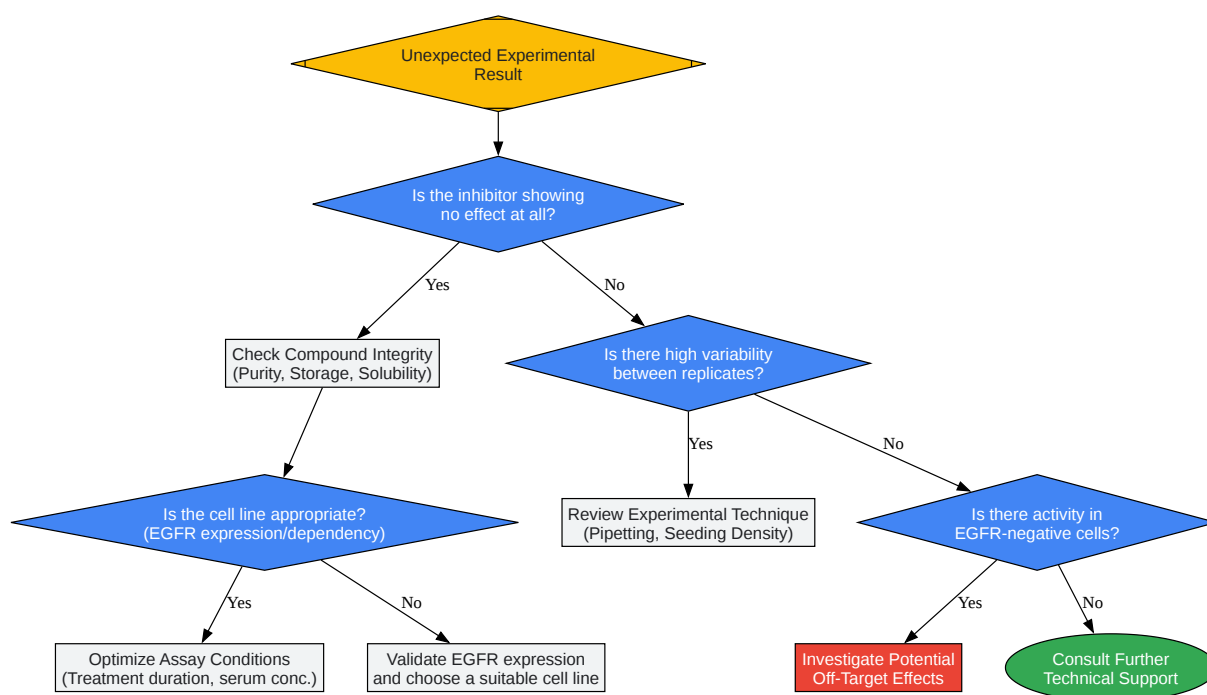 Unexpected Experimental
Result
Is the inhibitor showing
no effect at all?
Yes
No
Check Compound Integrity
(Purity, Storage, Solubility)
Is there high variability
between replicates?
Yes
No
Is the cell line appropriate?
(EGFR expression/dependency)
Review Experimental Technique
(Pipetting, Seeding Density)
Is there activity in
EGFR-negative cells?
Yes
No
Yes
No
Optimize Assay Conditions
(Treatment duration, serum conc.)
Validate EGFR expression
and choose a suitable cell line
Investigate Potential
Off-Target Effects
Consult Further
Technical Support